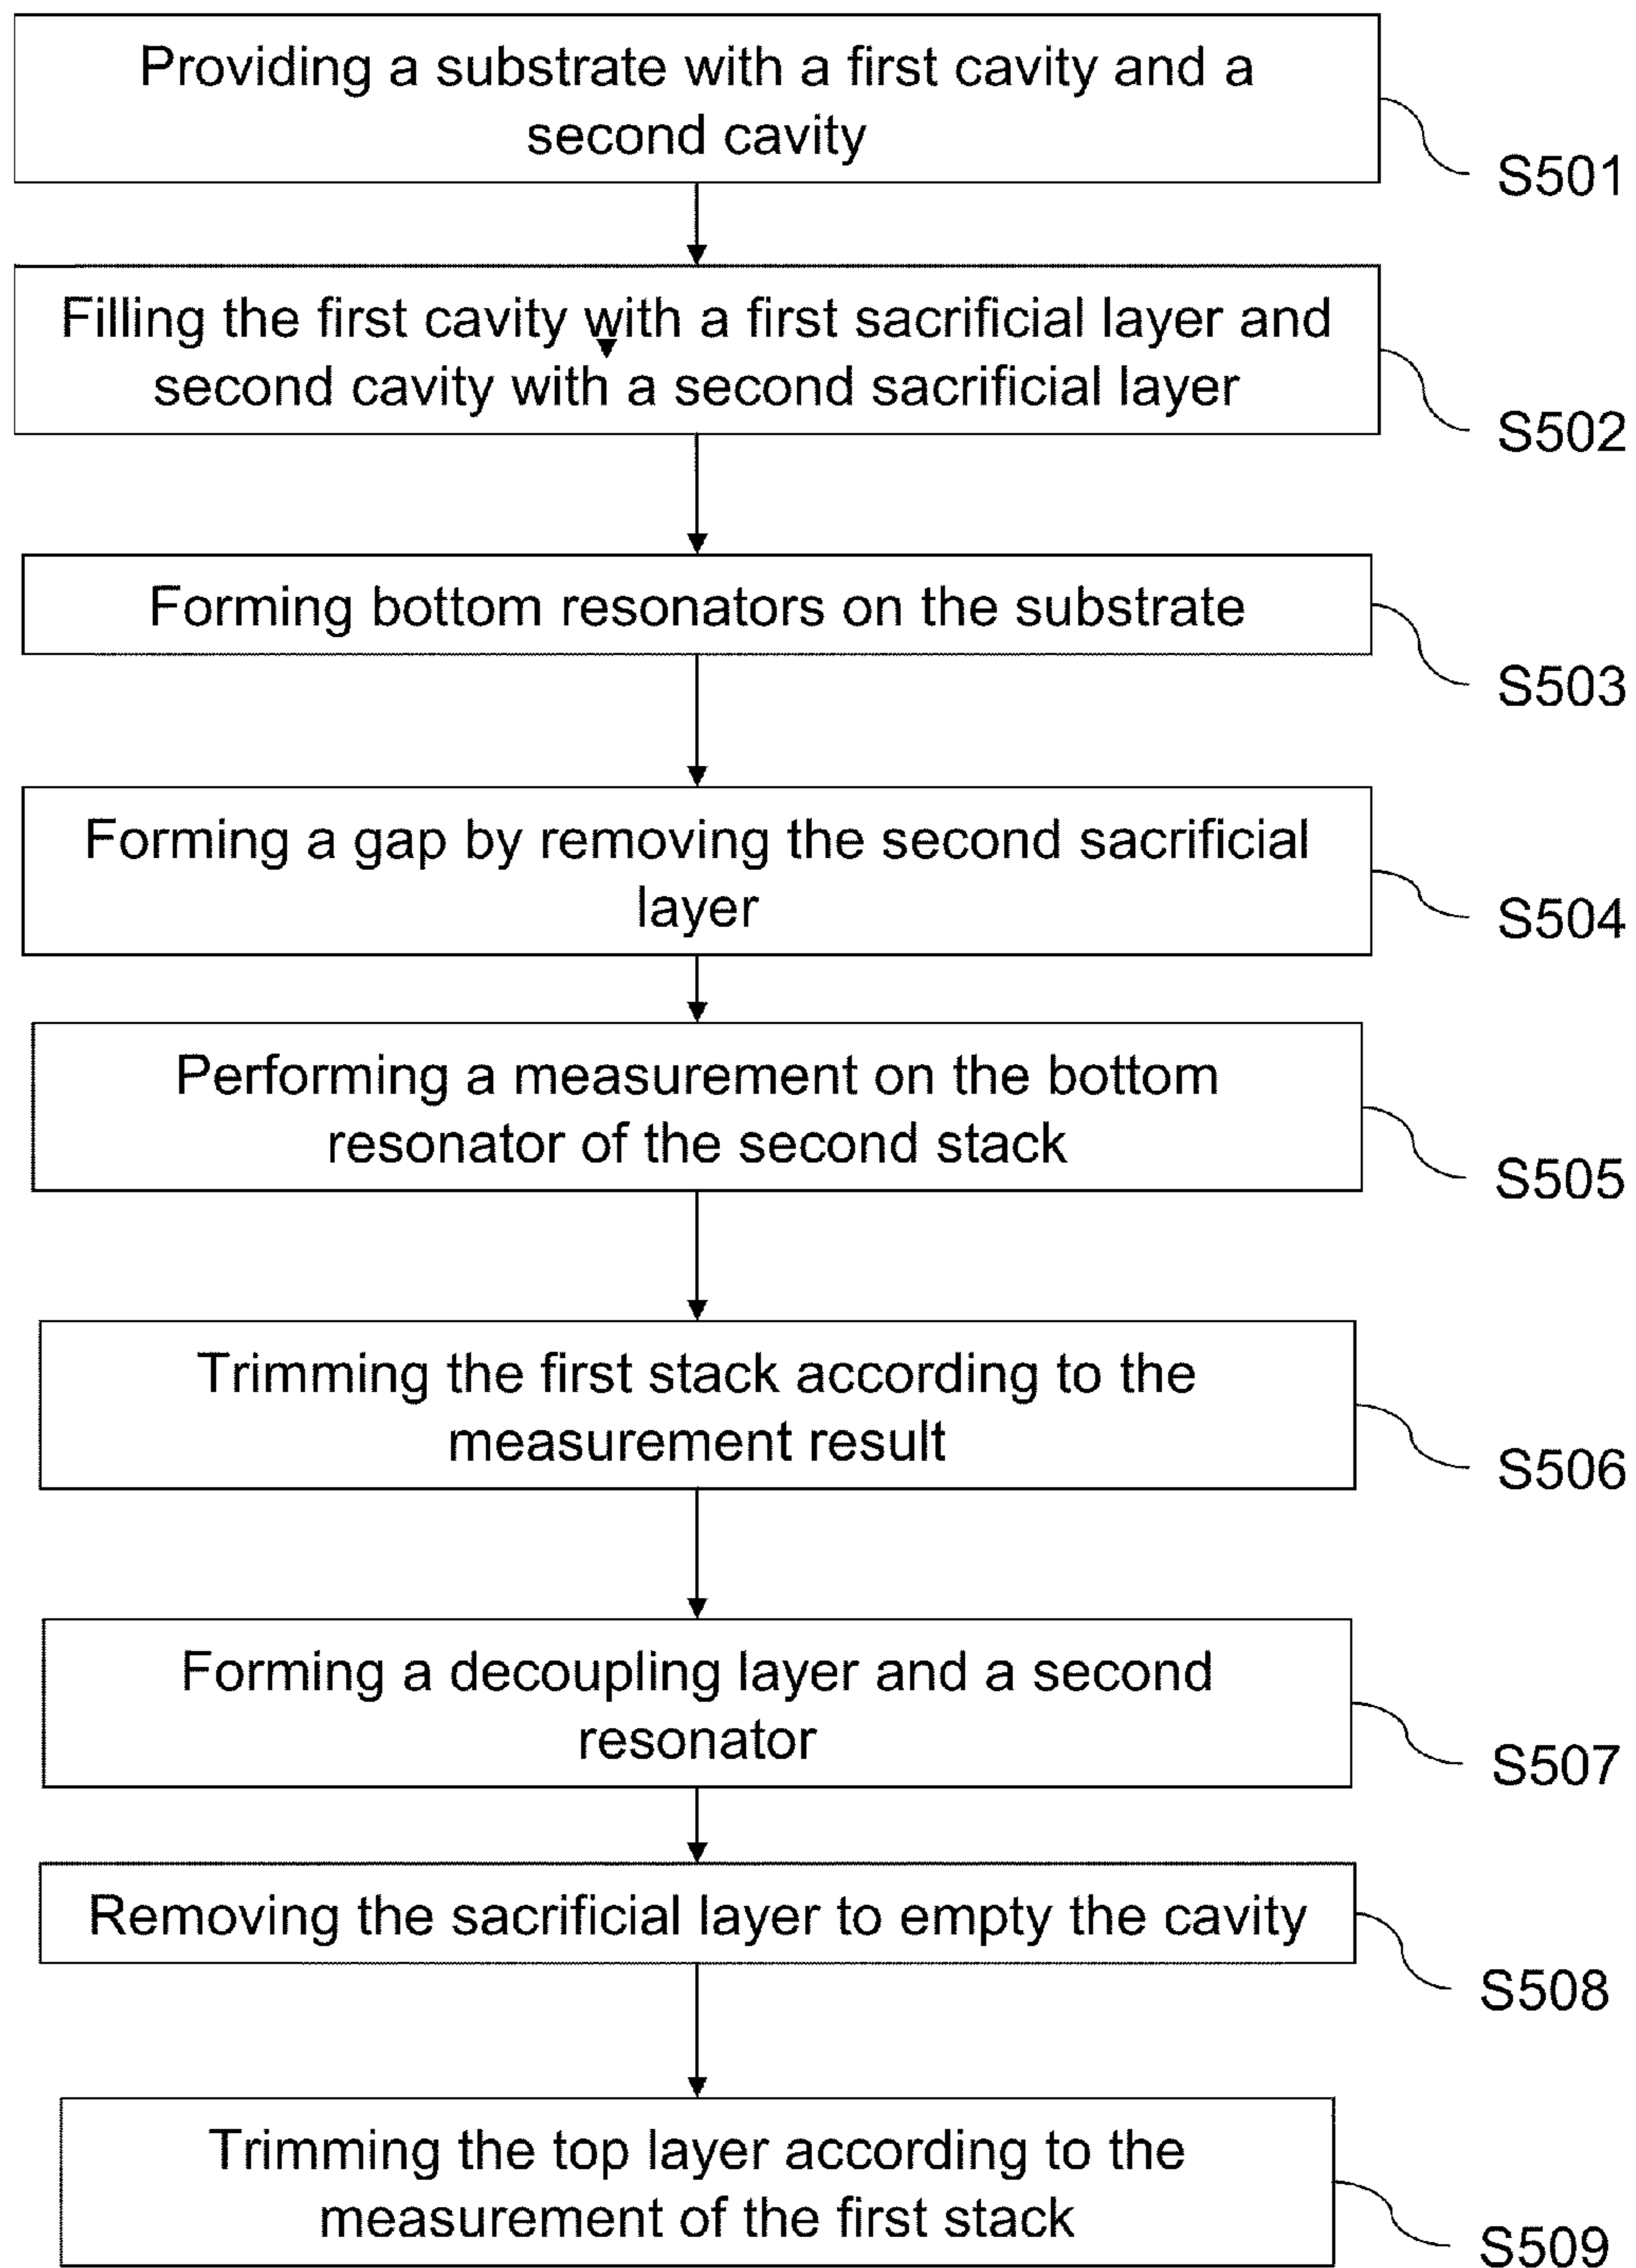 Providing a substrate with a first cavity and a
second cavity
S501
Filling the first cavity with a first sacrificial layer and
second cavity with a second sacrificial layer
S502
Forming bottom resonators on the substrate
S503
Forming a gap by removing the second sacrificial
layer
S504
Performing a measurement on the bottom
resonator of the second stack
S505
Trimming the first stack according to the
measurement result
S506
Forming a decoupling layer and a second
resonator
S507
Removing the sacrificial layer to empty the cavity
S508
Trimming the top layer according to the
measurement of the first stack
S509